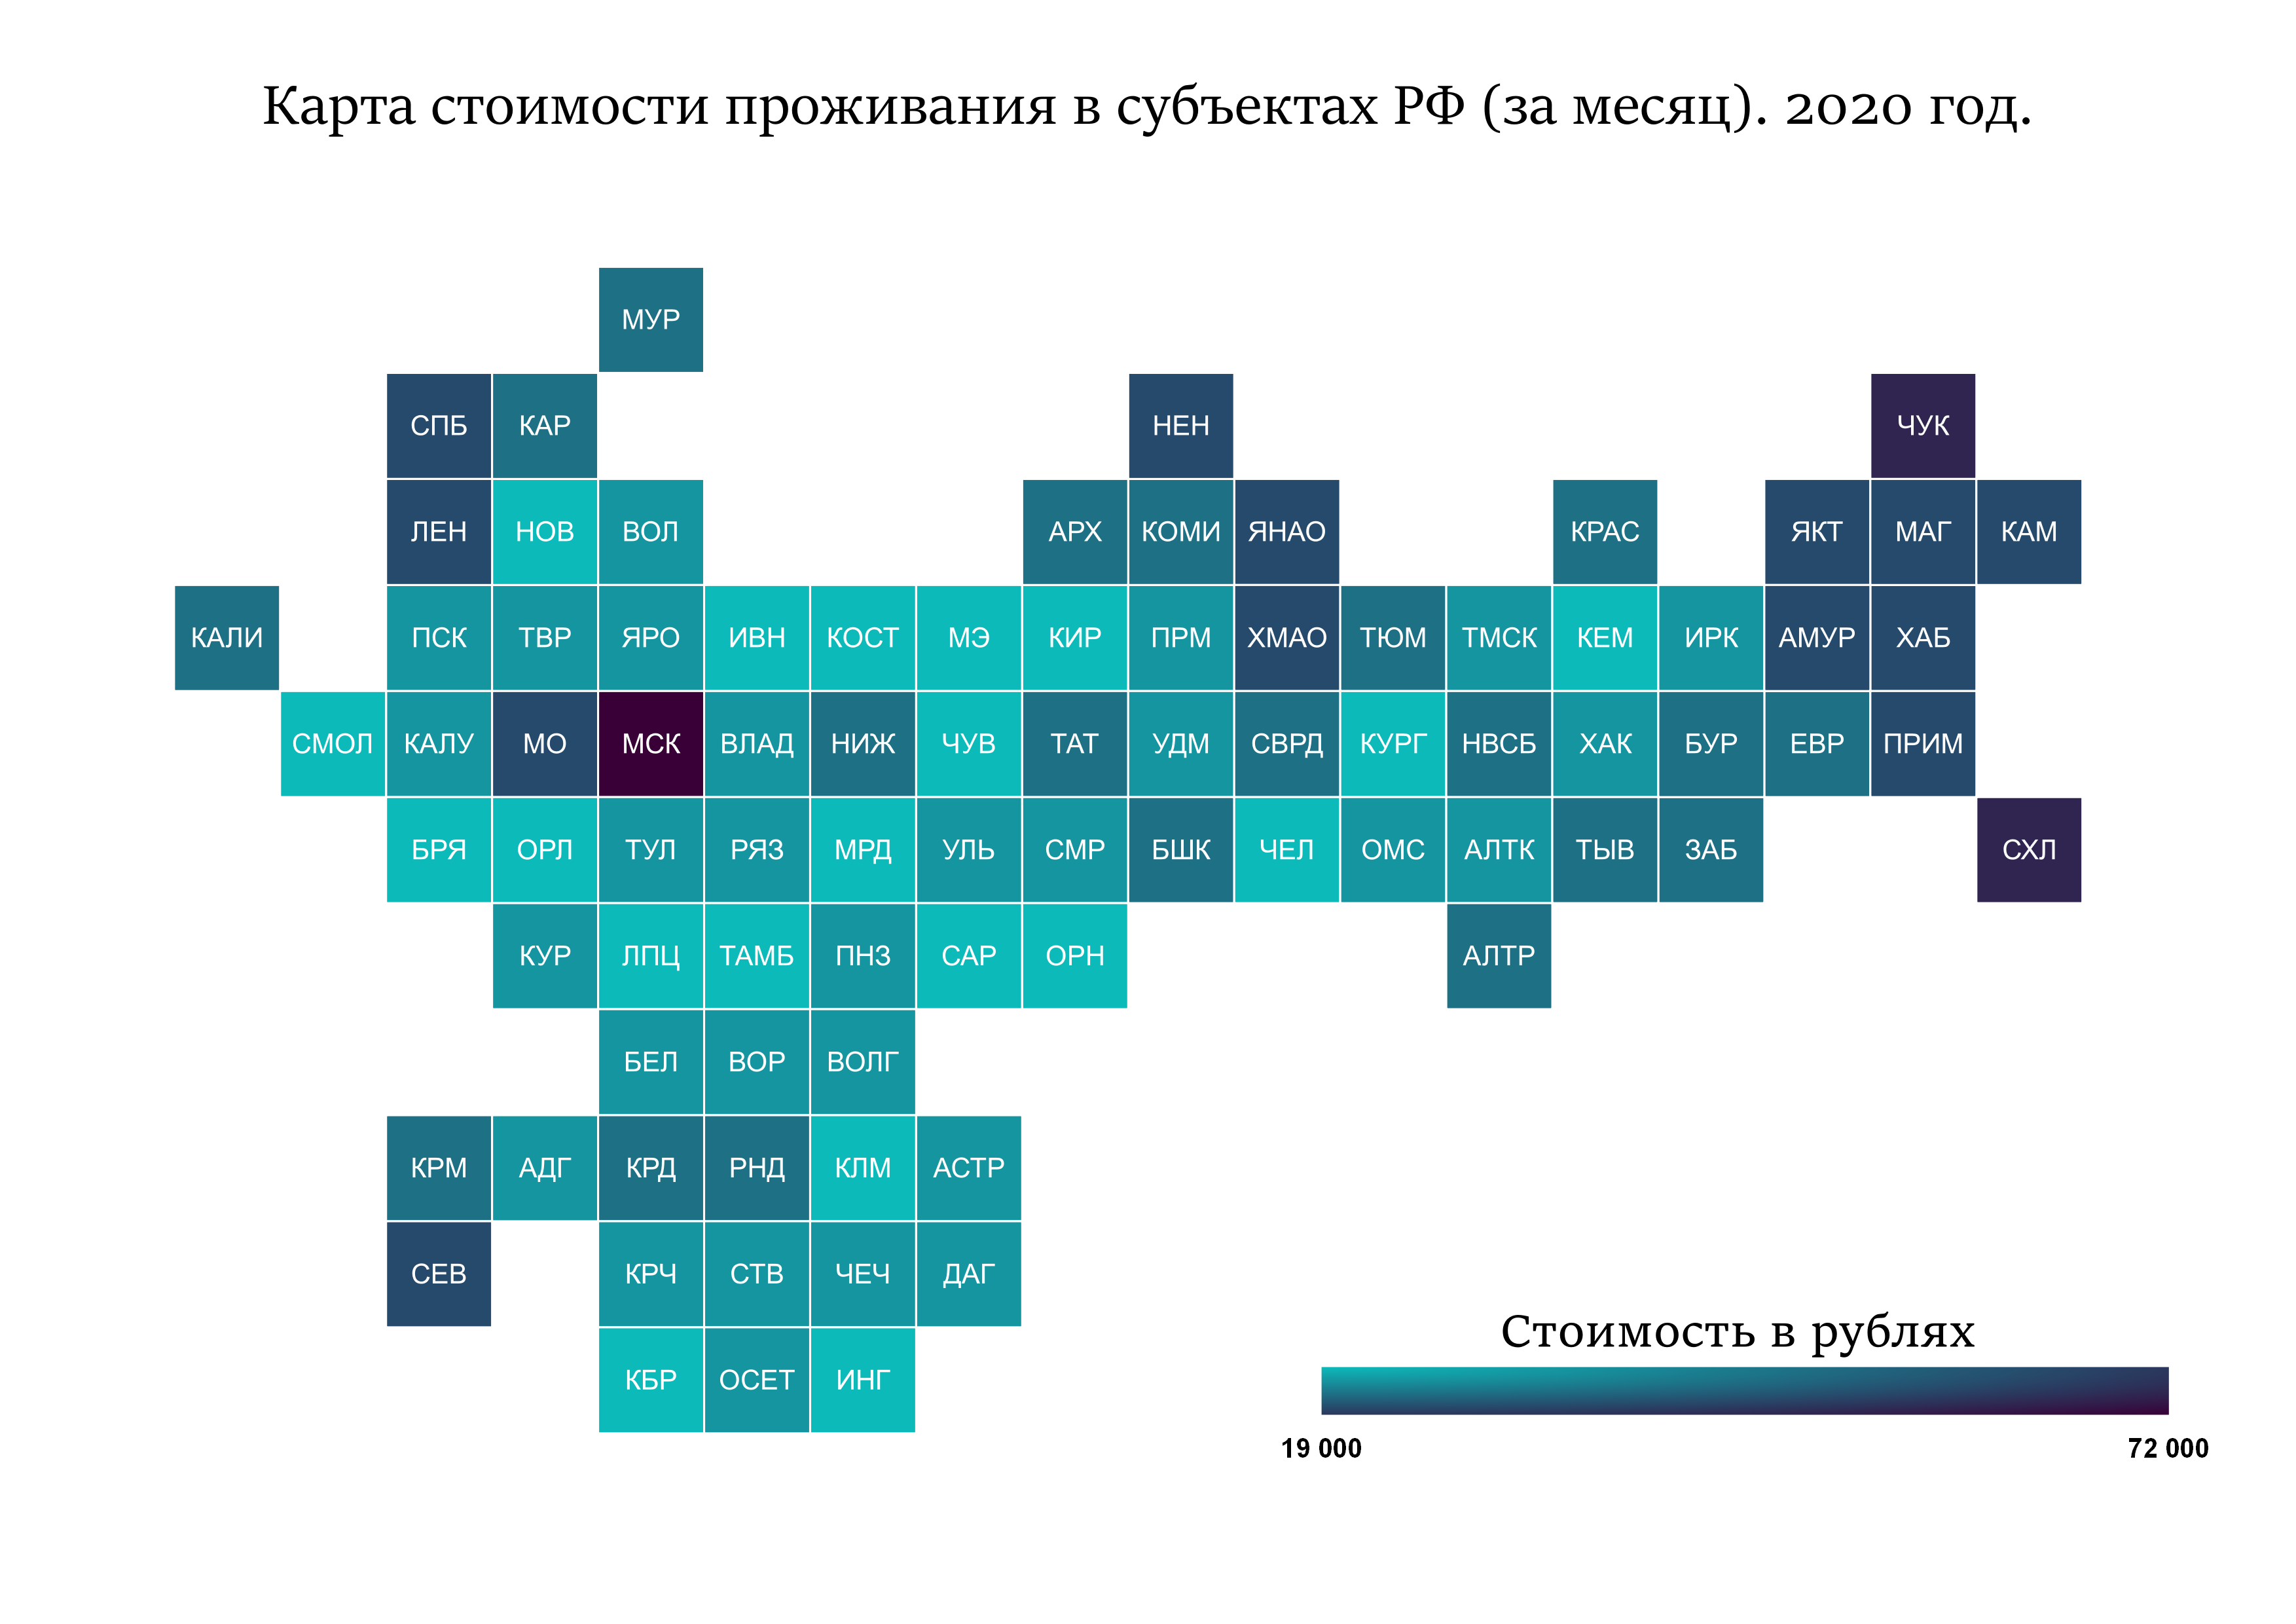 Карта стоимости проживания в субъектах РФ (за месяц). 2020 год.
МУР
СПБ КАР НЕН ЧУК
ЛЕН НОВ ВОЛ АРХ КОМИ ЯНАО КРАС ЯКТ МАГ КАМ
КАЛИ ПСК ТВР ЯРО ИВН КОСТ МЭ КИР ПРМ ХМАО ТЮМ ТМСК КЕМ ИРК АМУР ХАБ
СМОЛ КАЛУ МО МСК ВЛАД НИЖ ЧУВ ТАТ УДМ СВРД КУРГ НВСБ ХАК БУР ЕВР ПРИМ
БРЯ ОРЛ ТУЛ РЯЗ МРД УЛЬ СМР БШК ЧЕЛ ОМС АЛТК ТЫВ ЗАБ СХЛ
КУР ЛПЦ ТАМБ ПНЗ САР ОРН АЛТР
БЕЛ ВОР ВОЛГ
КРМ АДГ КРД РНД КЛМ АСТР
СЕВ КРЧ СТВ ЧЕЧ ДАГ
КБР ОСЕТ ИНГ
Стоимость в рублях
19 000 72 000